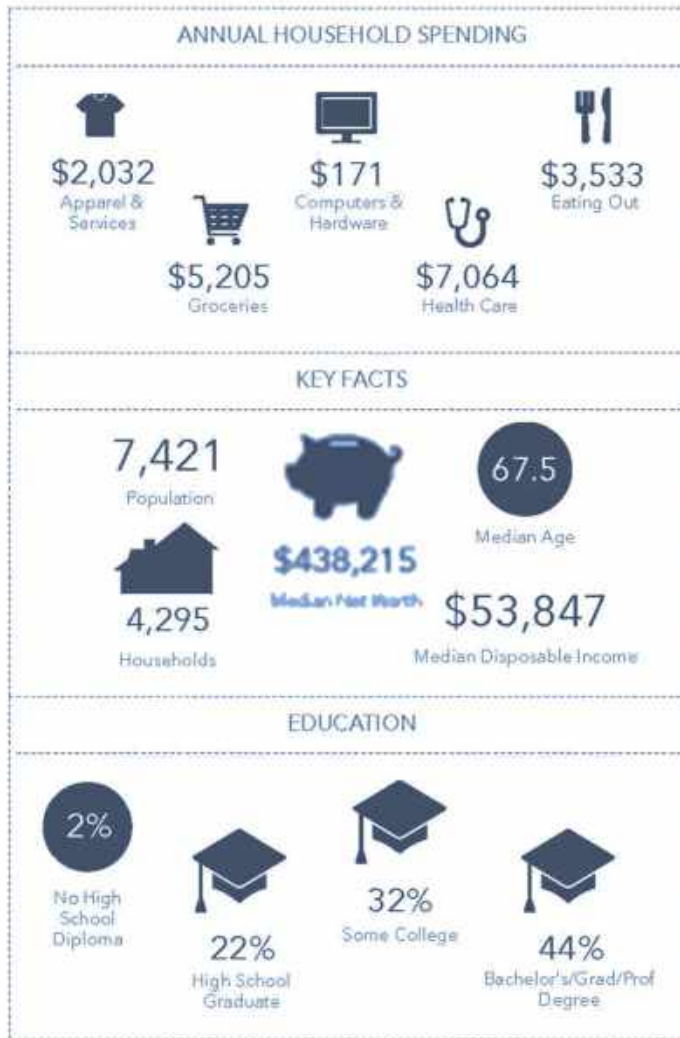 ANNUAL HOUSEHOLD SPENDING
$2,032
Apparel &
Services
$171
Computers &
Hardware
$3,533
Eating Out
$5,205
Groceries
$7,064
Health Care
KEY FACTS
7,421
Population
$438,215
Median Net Worth
67.5
Median Age
4,295
Households
$53,847
Median Disposable Income
EDUCATION
2%
No High
School
Diploma
22%
High School
Graduate
32%
Some College
44%
Bachelor's/Grad/Prof
Degree